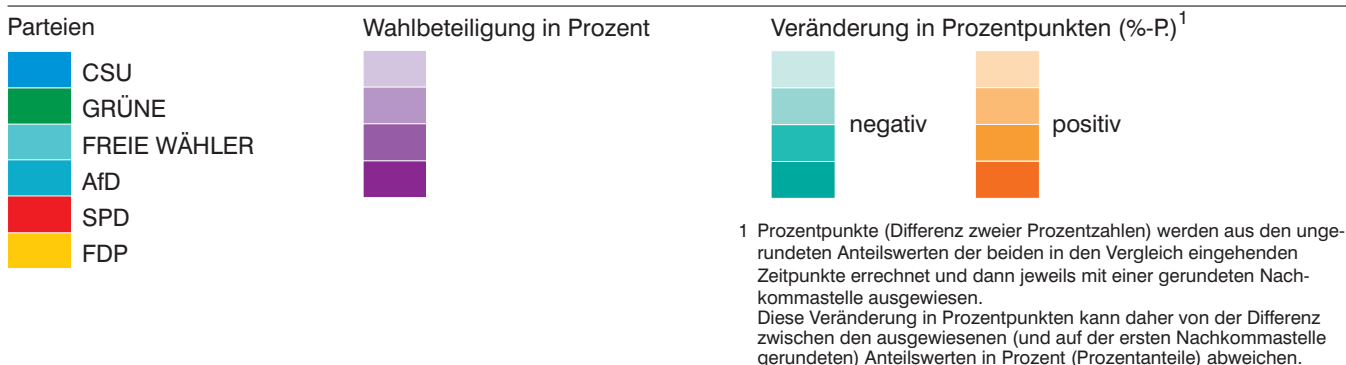 Parteien
CSU
GRÜNE
FREIE WÄHLER
AfD
SPD
FDP
Wahlbeteiligung in Prozent
Veränderung in Prozentpunkten (%-P.)1
negativ
positiv
1 Prozentpunkte (Differenz zweier Prozentzahlen) werden aus den unge-
rundeten Anteilswerten der beiden in den Vergleich eingehenden
Zeitpunkte errechnet und dann jeweils mit einer gerundeten Nach-
kommastelle ausgewiesen.
Diese Veränderung in Prozentpunkten kann daher von der Differenz
zwischen den ausgewiesenen (und auf der ersten Nachkommastelle
gerundeten) Anteilswerten in Prozent (Prozentanteile) abweichen.